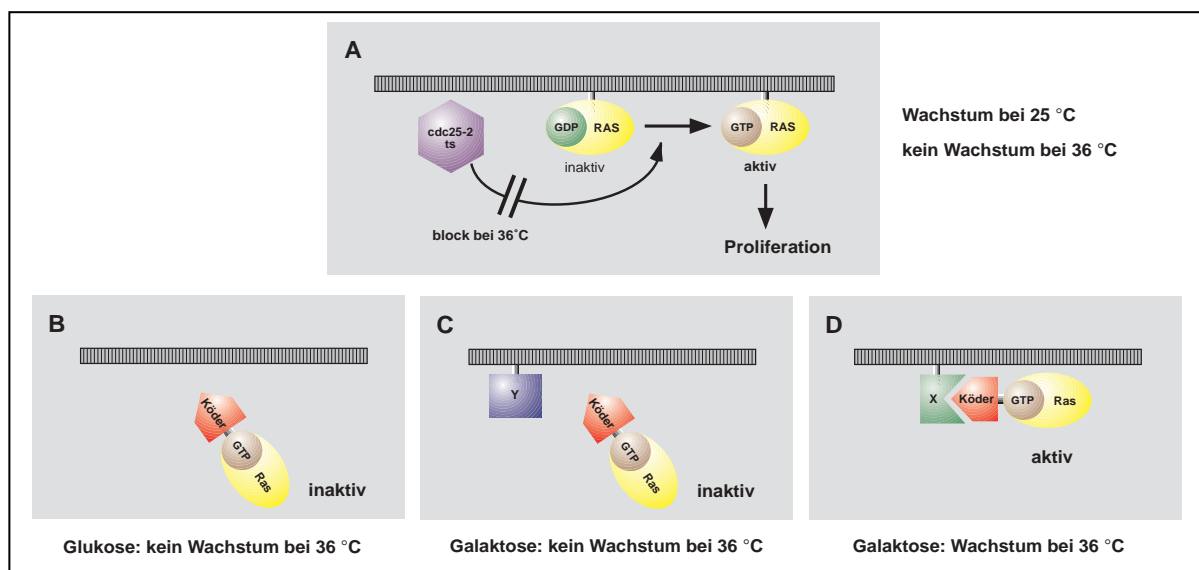 A
cdc25-2
ts
GDP RAS
inaktiv
GTP RAS
aktiv
block bei 36˚C
Proliferation
Wachstum bei 25 °C
kein Wachstum bei 36 °C
B
Köder
GTP
Ras
inaktiv
Glukose: kein Wachstum bei 36 °C
C
Y
Köder
GTP
Ras
inaktiv
Galaktose: kein Wachstum bei 36 °C
D
X Köder GTP Ras
aktiv
Galaktose: Wachstum bei 36 °C